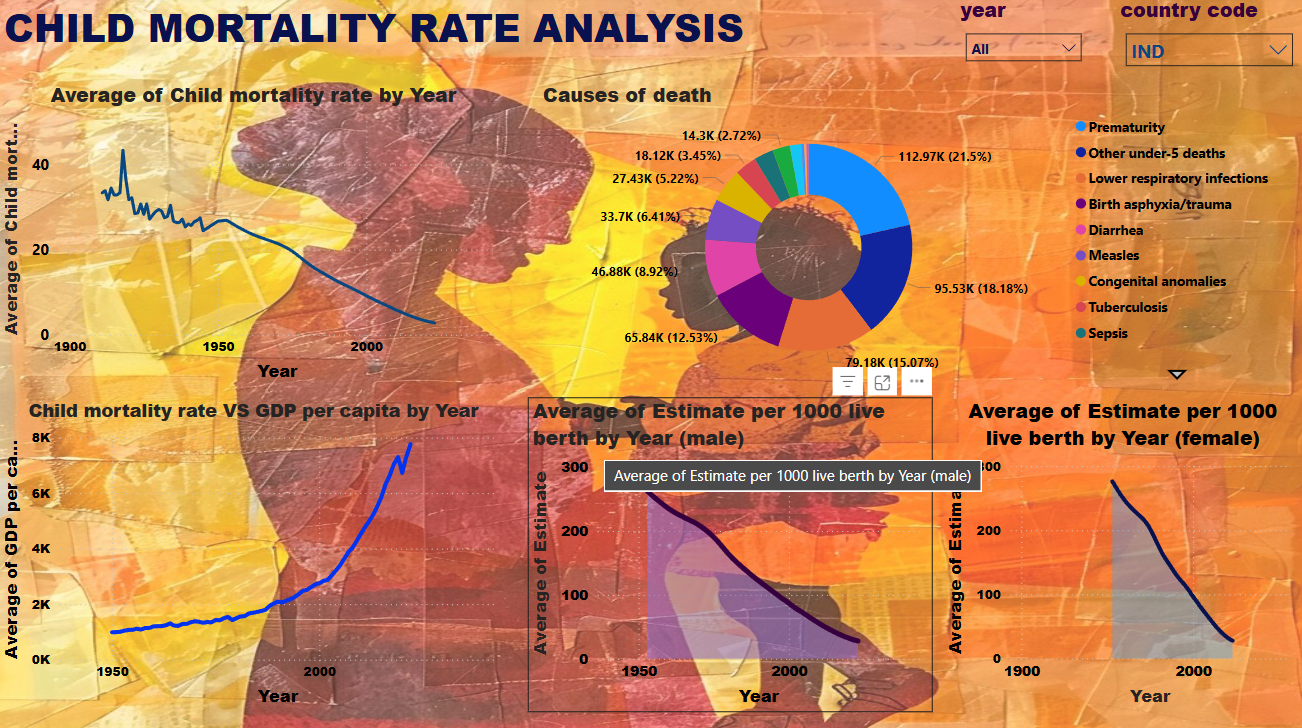 CHILD MORTALITY RATE ANALYSIS
year
country code
All
IND
Average of Child mortality rate by Year
Average of Child mort...
40
20
0
1900
1950
2000
Year
Causes of death
14.3K (2.72%)
18.12K (3.45%)
27.43K (5.22%)
33.7K (6.41%)
46.88K (8.92%)
65.84K (12.53%)
79.18K (15.07%)
95.53K (18.18%)
112.97K (21.5%)
Prematurity
Other under-5 deaths
Lower respiratory infections
Birth asphyxia/trauma
Diarrhea
Measles
Congenital anomalies
Tuberculosis
Sepsis
Child mortality rate VS GDP per capita by Year
Average of GDP per ca...
8K
6K
4K
2K
0K
1950
2000
Year
Average of Estimate per 1000 live
berth by Year (male)
Average of Estimate per 1000 live berth by Year (male)
Average of Estimate
300
200
100
0
1950
2000
Year
Average of Estimate per 1000
live berth by Year (female)
Average of Estima
200
100
0
1900
2000
Year